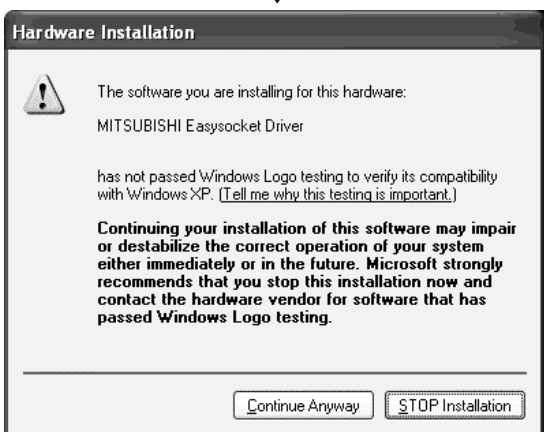 Hardware Installation
The software you are installing for this hardware:
MITSUBISHI Easysocket Driver
has not passed Windows Logo testing to verify its compatibility
with Windows XP. (Tell me why this testing is important.)
Continuing your installation of this software may impair
or destabilize the correct operation of your system
either immediately or in the future. Microsoft strongly
recommends that you stop this installation now and
contact the hardware vendor for software that has
passed Windows Logo testing.
Continue Anyway
STOP Installation